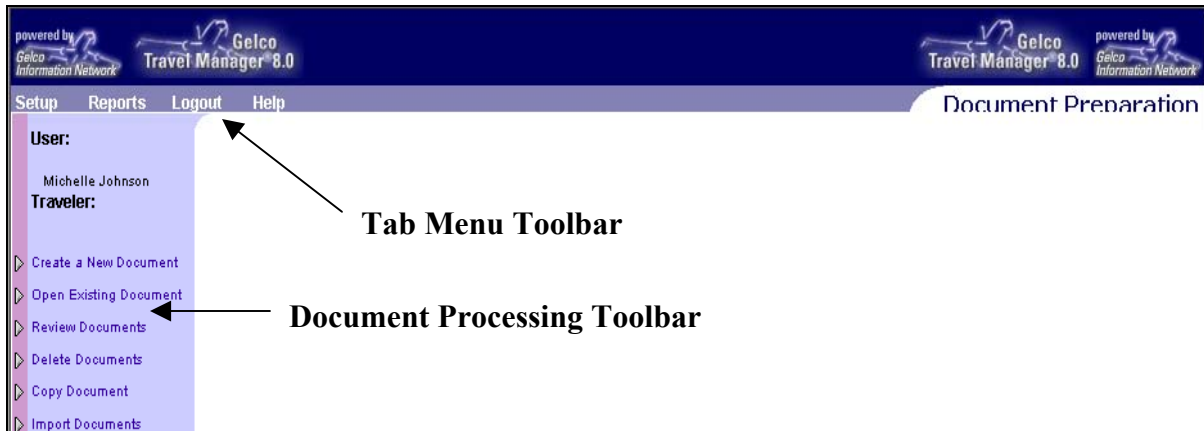 powered by
Gelco
Information Network
Gelco
Travel Manager® 8.0
Gelco
Travel Manager® 8.0
powered by
Gelco
Information Network
Setup Reports Logout Help
Document Preparation
User:
Michelle Johnson
Traveler:
Tab Menu Toolbar
Create a New Document
Open Existing Document
Document Processing Toolbar
Review Documents
Delete Documents
Copy Document
Import Documents